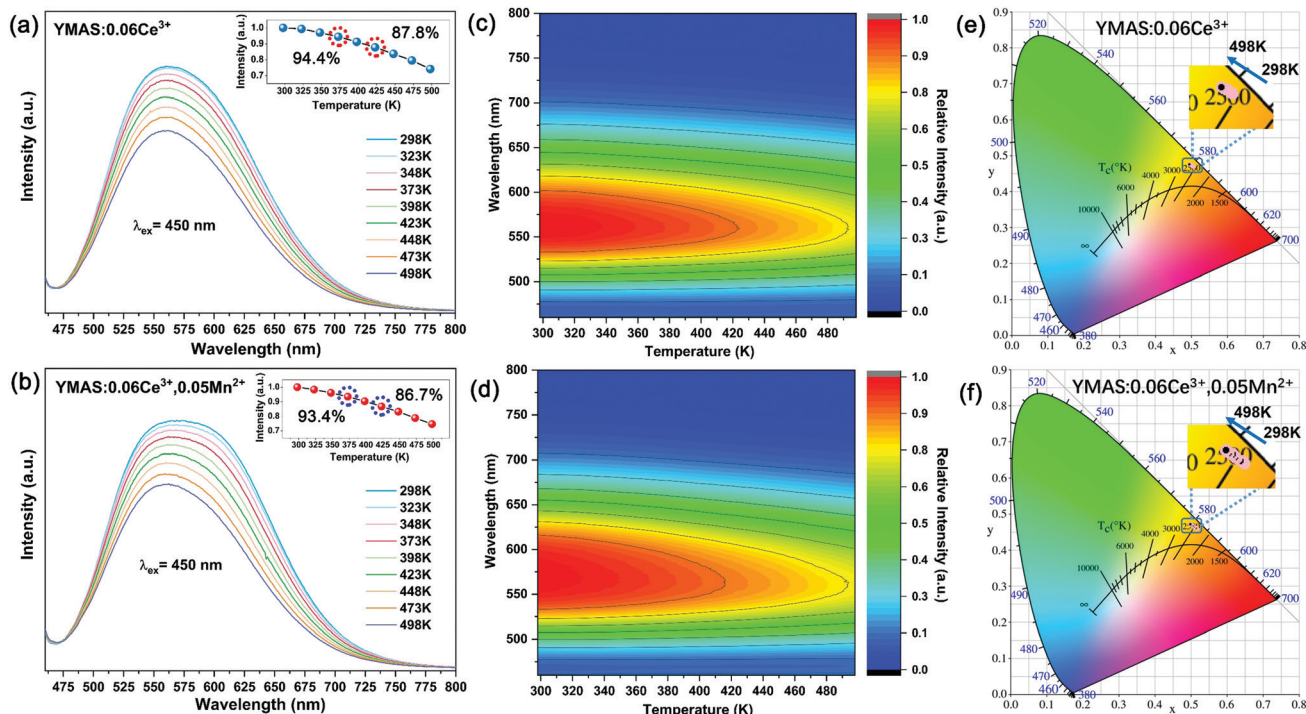 (a)
YMAS:0.06Ce³⁺
Intensity (a.u.)
1.0
0.9
0.8
0.7
94.4%
87.8%
300 325 350 375 400 425 450 475 500
Temperature (K)
Intensity (a.u.)
λex= 450 nm
298K
323K
348K
373K
398K
423K
448K
473K
498K
475 500 525 550 575 600 625 650 675 700 725 750 775 800
Wavelength (nm)
(b)
YMAS:0.06Ce³⁺,0.05Mn²⁺
Intensity (a.u.)
1.0
0.9
0.8
0.7
93.4%
86.7%
300 325 350 375 400 425 450 475 500
Temperature (K)
Intensity (a.u.)
λex= 450 nm
298K
323K
348K
373K
398K
423K
448K
473K
498K
475 500 525 550 575 600 625 650 675 700 725 750 775 800
Wavelength (nm)
(c)
Wavelength (nm)
800
750
700
650
600
550
500
300 320 340 360 380 400 420 440 460 480
Temperature (K)
1.0
0.9
0.8
0.7
0.6
0.5
0.4
0.3
0.2
0.1
0.0
Relative Intensity (a.u.)
(d)
Wavelength (nm)
800
750
700
650
600
550
500
300 320 340 360 380 400 420 440 460 480
Temperature (K)
1.0
0.9
0.8
0.7
0.6
0.5
0.4
0.3
0.2
0.1
0.0
Relative Intensity (a.u.)
(e)
YMAS:0.06Ce³⁺
498K
298K
0 2500
0.9
0.8
0.7
0.6
0.5
y
0.4
0.3
0.2
0.1
0.0
520
540
560
580
600
620
700
500
490
480
470
460
380
Tc(°K)
10000
6000
4000
3000
2500
2000
1500
∞
0.0 0.1 0.2 0.3 0.4 0.5 0.6 0.7 0.8
x
(f)
YMAS:0.06Ce³⁺,0.05Mn²⁺
498K
298K
0 2500
0.9
0.8
0.7
0.6
0.5
y
0.4
0.3
0.2
0.1
0.0
520
540
560
580
600
620
700
500
490
480
470
460
380
Tc(°K)
10000
6000
4000
3000
2000
1500
∞
0.0 0.1 0.2 0.3 0.4 0.5 0.6 0.7 0.8
x